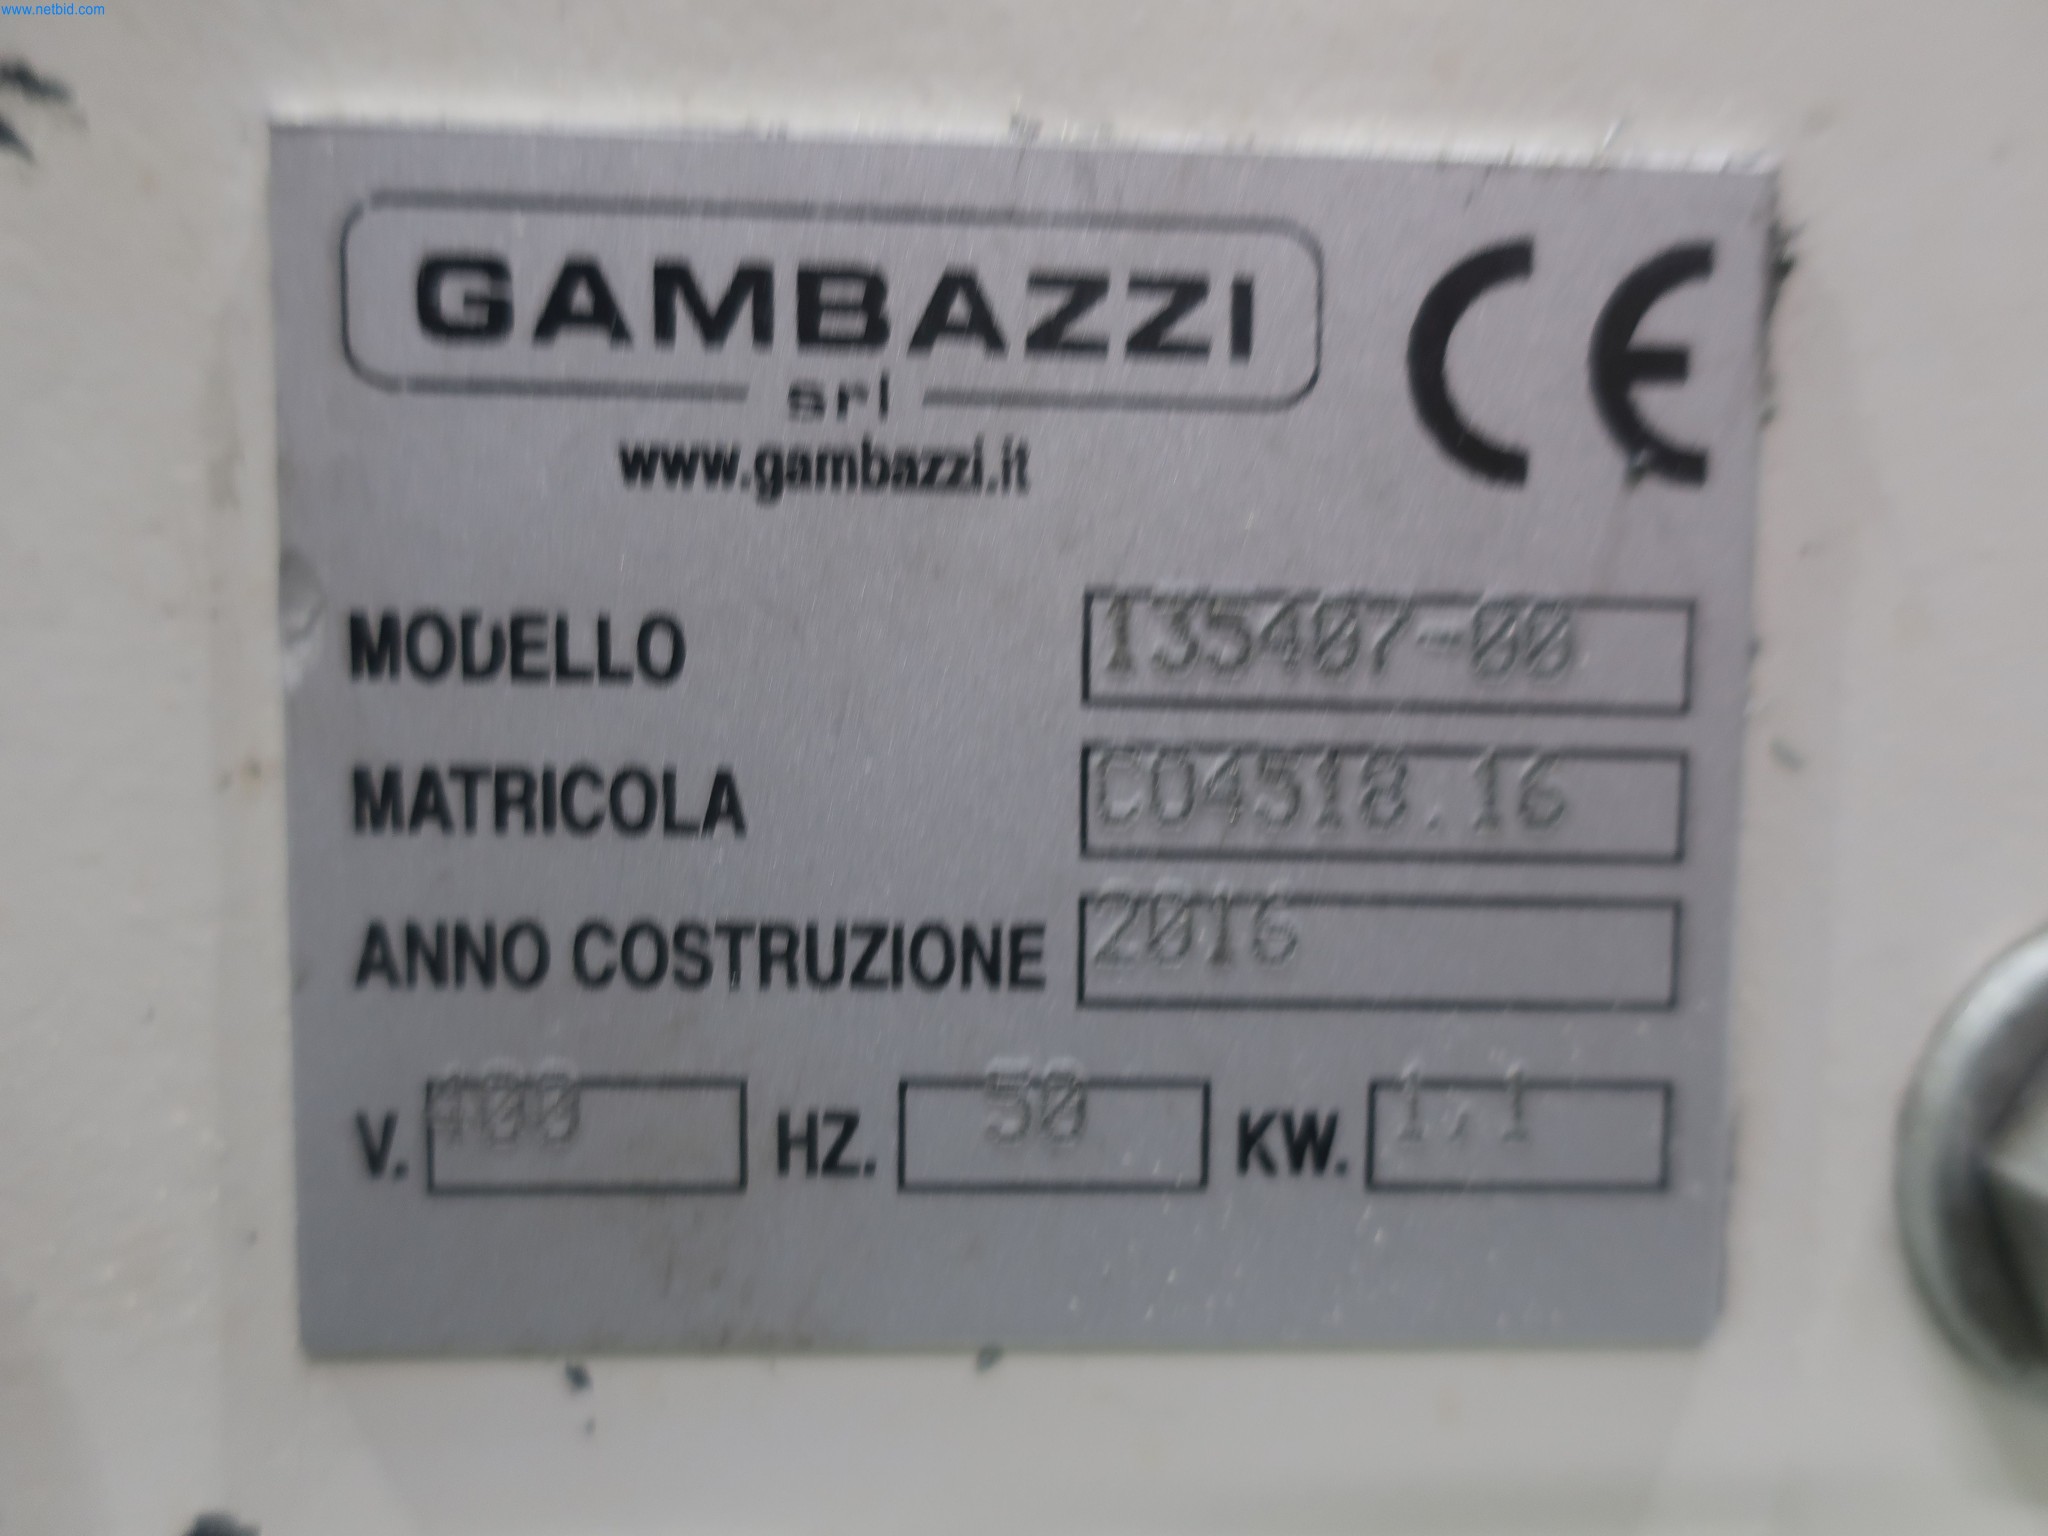 www.netbid.com
GAMBAZZI
srl
www.gambazzi.it
CE
MODELLO I35407-00
MATRICOLA C04518.16
ANNO COSTRUZIONE 2016
V. 400 HZ. 50 KW. 1,1